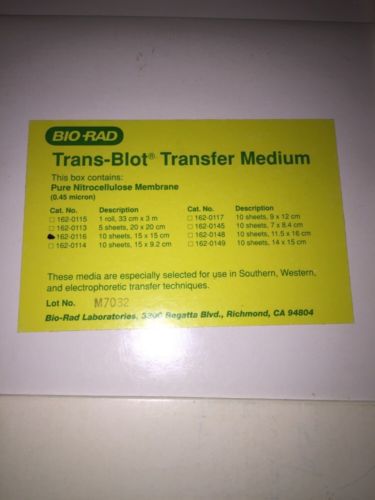 BIO-RAD
Trans-Blot® Transfer Medium
This box contains:
Pure Nitrocellulose Membrane
(0.45 micron)
Cat. No. Description
162-0115 1 roll, 33 cm x 3 m
162-0113 5 sheets, 20 x 20 cm
162-0116 10 sheets, 15 x 15 cm
162-0114 10 sheets, 15 x 9.2 cm
Cat. No. Description
162-0117 10 sheets, 9 x 12 cm
162-0145 10 sheets, 7 x 8.4 cm
162-0148 10 sheets, 11.5 x 16 cm
162-0149 10 sheets, 14 x 15 cm
These media are especially selected for use in Southern, Western,
and electrophoretic transfer techniques.
Lot No. M7032
Bio-Rad Laboratories, 3300 Regatta Blvd., Richmond, CA 94804